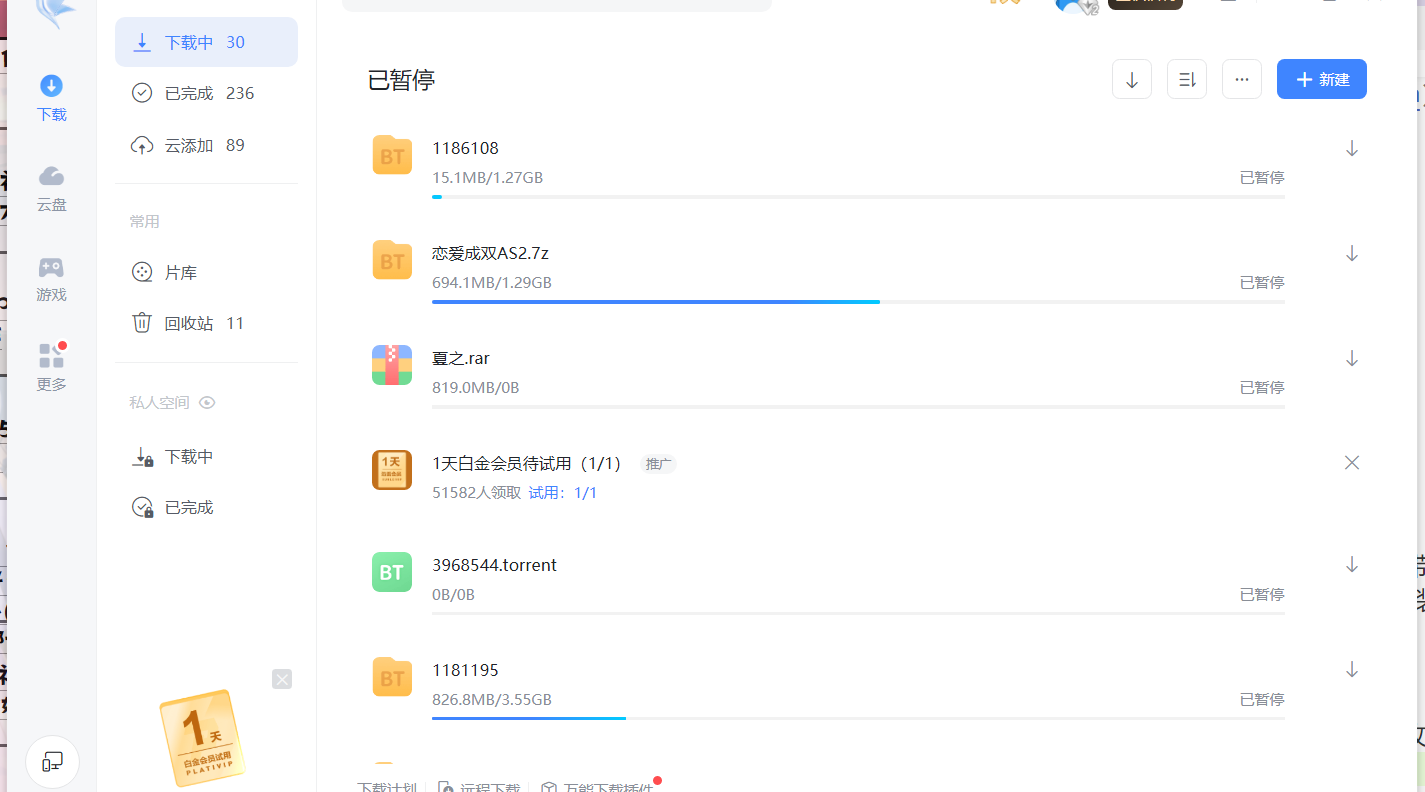 下载
云盘
游戏
更多
下载中 30
已完成 236
云添加 89
常用
片库
回收站 11
私人空间
下载中
已完成
1天
白金会员试用
PLATIVIP
已暂停
新建
BT
1186108
15.1MB/1.27GB
已暂停
BT
恋爱成双AS2.7z
694.1MB/1.29GB
已暂停
夏之.rar
819.0MB/0B
已暂停
1天
1天白金会员待试用（1/1） 推广
51582人领取 试用：1/1
BT
3968544.torrent
0B/0B
已暂停
BT
1181195
826.8MB/3.55GB
已暂停
下载计划 远程下载 万能下载插件